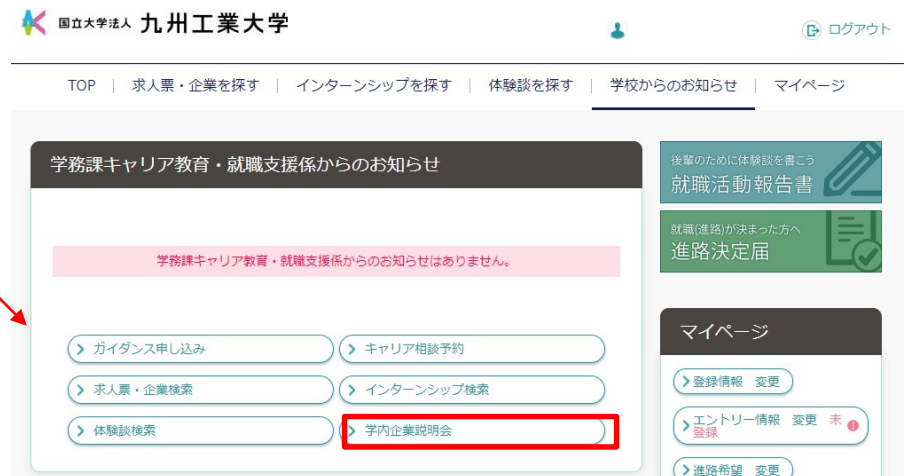 国立大学法人 九州工業大学
ログアウト
TOP | 求人票・企業を探す | インターンシップを探す | 体験談を探す | 学校からのお知らせ | マイページ
学務課キャリア教育・就職支援係からのお知らせ
学務課キャリア教育・就職支援係からのお知らせはありません。
ガイダンス申し込み
キャリア相談予約
求人票・企業検索
インターンシップ検索
体験談検索
学内企業説明会
後輩のために体験談を書こう
就職活動報告書
就職(進路)が決まった方へ
進路決定届
マイページ
登録情報 変更
エントリー情報 変更 未
登録
進路希望 変更